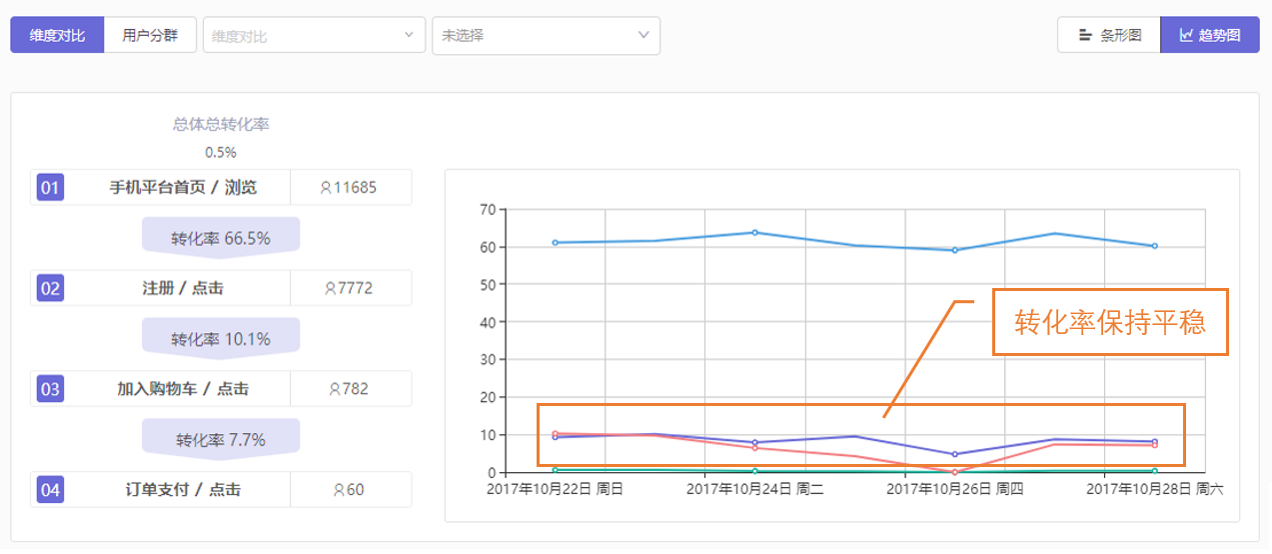 维度对比 用户分群 维度对比 未选择 条形图 趋势图
总体总转化率
0.5%
01 手机平台首页 / 浏览 11685
转化率 66.5%
02 注册 / 点击 7772
转化率 10.1%
03 加入购物车 / 点击 782
转化率 7.7%
04 订单支付 / 点击 60
70
60
50
40
30
20
10
0
转化率保持平稳
2017年10月22日 周日 2017年10月24日 周二 2017年10月26日 周四 2017年10月28日 周六